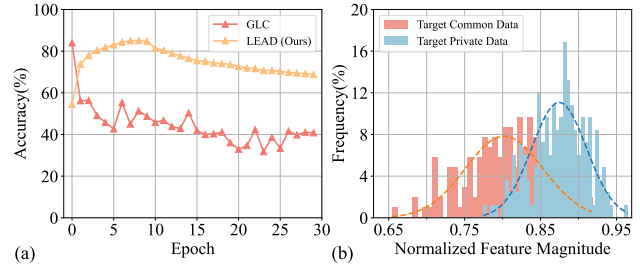 100
80
60
40
20
0
Accuracy(%)
0 5 10 15 20 25 30
Epoch
GLC
LEAD (Ours)
(a)
20
16
12
8
4
0
Frequency(%)
0.65 0.75 0.85 0.95
Normalized Feature Magnitude
Target Common Data
Target Private Data
(b)